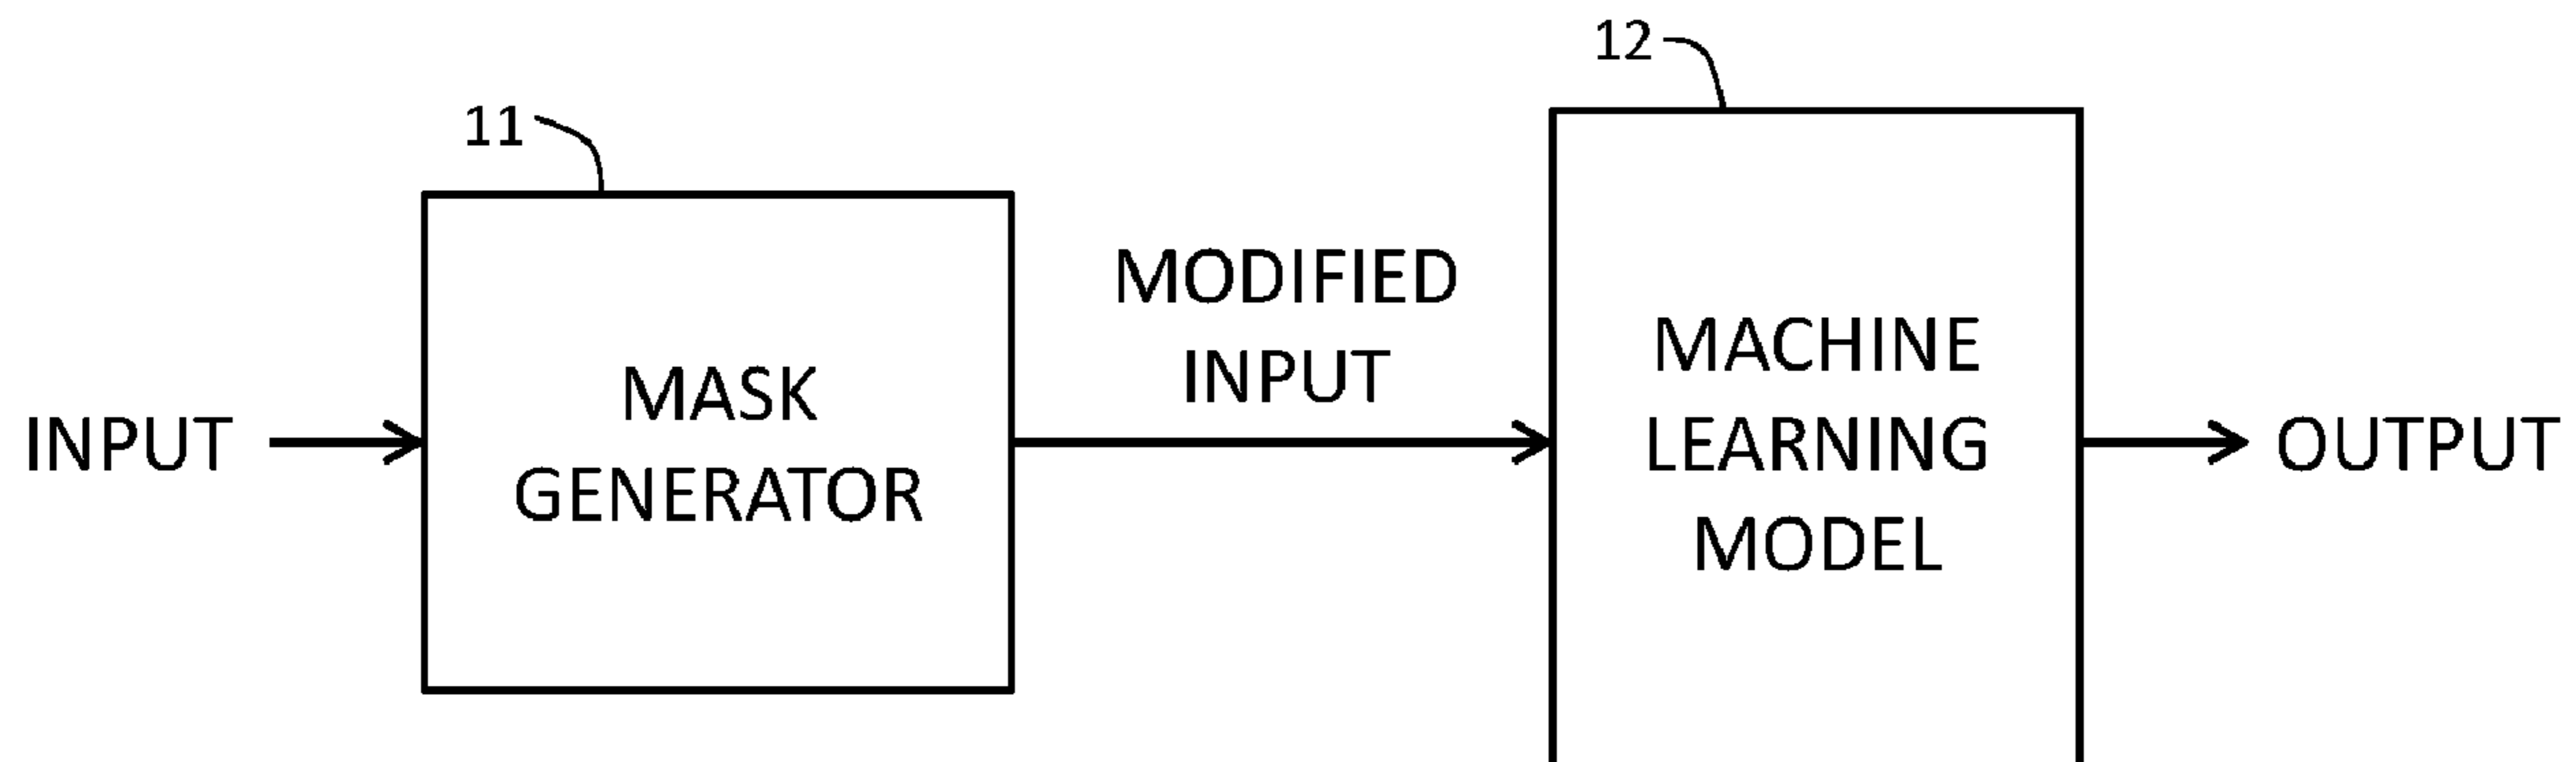 12
11
MODIFIED
INPUT
MACHINE
LEARNING
MODEL
MASK
GENERATOR
INPUT
OUTPUT